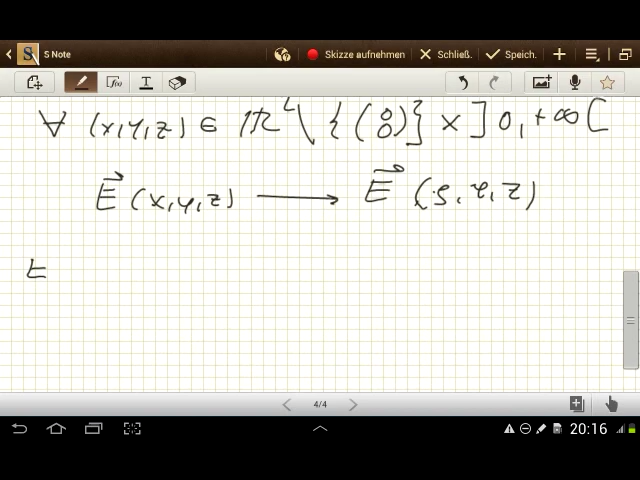 S Note
Skizze aufnehmen
Schließ.
Speich.
f(x)
T
∀ (x,y,z) ∈ ℝ² \ {(0 0)} × ]0,+∞[
E⃗ (x,y,z) ⟶ E⃗ (ρ,φ,z)
E
4/4
20:16